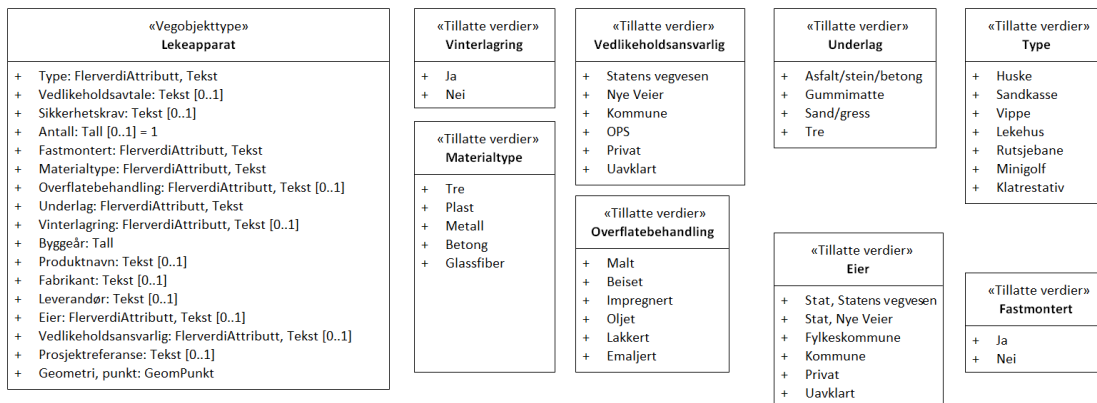 «Vegobjekttype»
Lekeapparat
+ Type: FlerverdiAttributt, Tekst
+ Vedlikeholdsavtale: Tekst [0..1]
+ Sikkerhetskrav: Tekst [0..1]
+ Antall: Tall [0..1] = 1
+ Fastmontert: FlerverdiAttributt, Tekst
+ Materialtype: FlerverdiAttributt, Tekst
+ Overflatebehandling: FlerverdiAttributt, Tekst [0..1]
+ Underlag: FlerverdiAttributt, Tekst
+ Vinterlagring: FlerverdiAttributt, Tekst [0..1]
+ Byggeår: Tall
+ Produktnavn: Tekst [0..1]
+ Fabrikant: Tekst [0..1]
+ Leverandør: Tekst [0..1]
+ Eier: FlerverdiAttributt, Tekst [0..1]
+ Vedlikeholdsansvarlig: FlerverdiAttributt, Tekst [0..1]
+ Prosjektreferanse: Tekst [0..1]
+ Geometri, punkt: GeomPunkt
«Tillatte verdier»
Vinterlagring
+ Ja
+ Nei
«Tillatte verdier»
Materialtype
+ Tre
+ Plast
+ Metall
+ Betong
+ Glassfiber
«Tillatte verdier»
Vedlikeholdsansvarlig
+ Statens vegvesen
+ Nye Veier
+ Kommune
+ OPS
+ Privat
+ Uavklart
«Tillatte verdier»
Overflatebehandling
+ Malt
+ Beiset
+ Impregnert
+ Oljet
+ Lakkert
+ Emaljert
«Tillatte verdier»
Underlag
+ Asfalt/stein/betong
+ Gummimatte
+ Sand/gress
+ Tre
«Tillatte verdier»
Eier
+ Stat, Statens vegvesen
+ Stat, Nye Veier
+ Fylkeskommune
+ Kommune
+ Privat
+ Uavklart
«Tillatte verdier»
Type
+ Huske
+ Sandkasse
+ Vippe
+ Lekehus
+ Rutsjebane
+ Minigolf
+ Klatrestativ
«Tillatte verdier»
Fastmontert
+ Ja
+ Nei